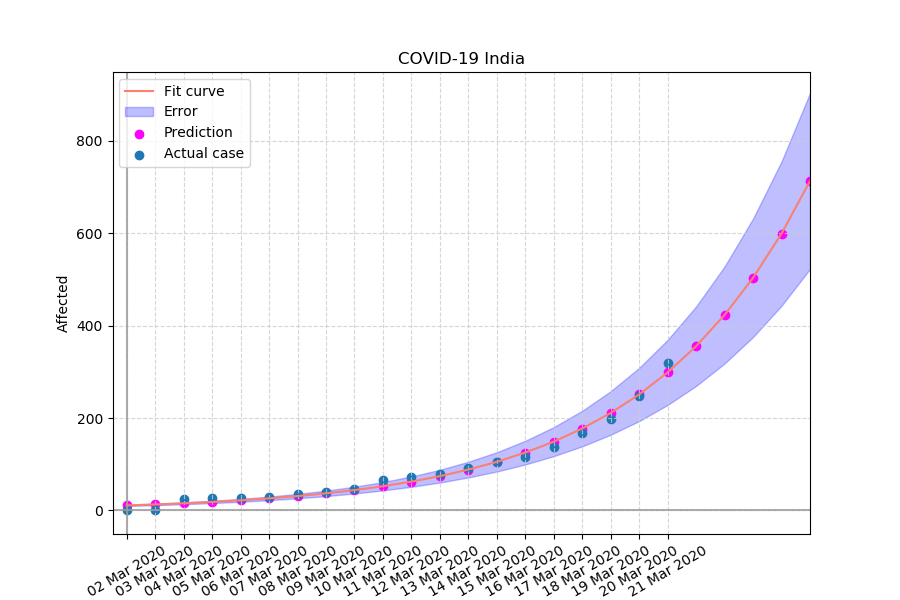 COVID-19 India
Fit curve
Error
Prediction
Actual case
Affected
800
600
400
200
0
02 Mar 2020
03 Mar 2020
04 Mar 2020
05 Mar 2020
06 Mar 2020
07 Mar 2020
08 Mar 2020
09 Mar 2020
10 Mar 2020
11 Mar 2020
12 Mar 2020
13 Mar 2020
14 Mar 2020
15 Mar 2020
16 Mar 2020
17 Mar 2020
18 Mar 2020
19 Mar 2020
20 Mar 2020
21 Mar 2020